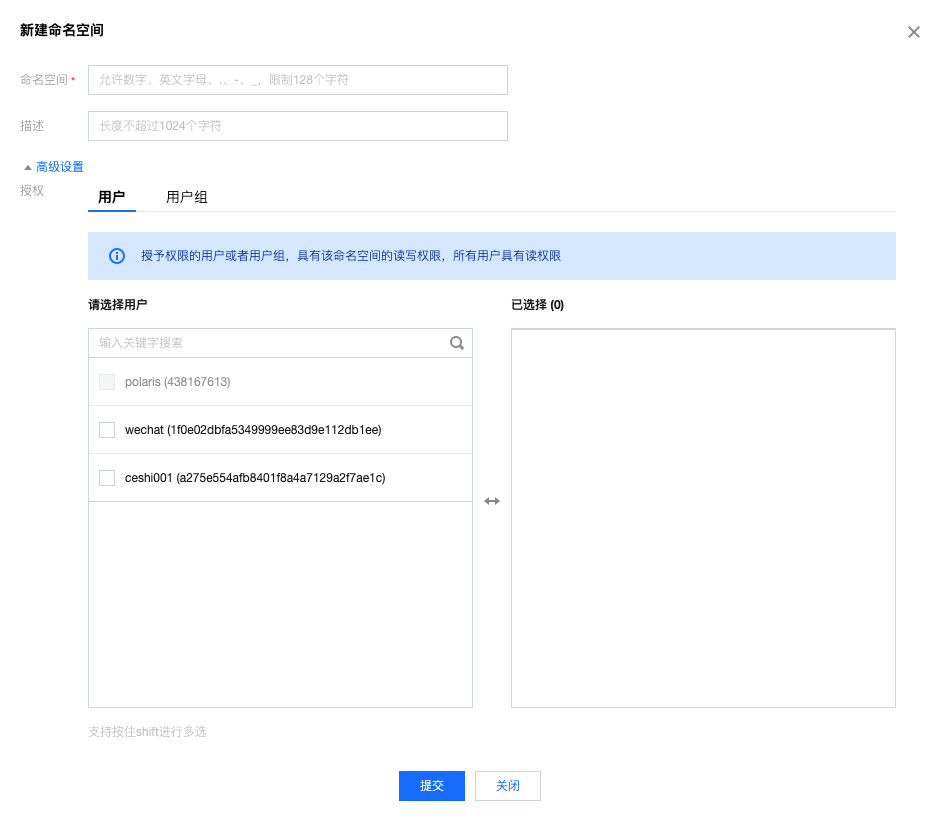 新建命名空间
命名空间 *
允许数字、英文字母、.、-、_，限制128个字符
描述
长度不超过1024个字符
高级设置
授权
用户
用户组
授予权限的用户或者用户组，具有该命名空间的读写权限，所有用户具有读权限
请选择用户
已选择 (0)
输入关键字搜索
polaris (438167613)
wechat (1f0e02dbfa5349999ee83d9e112db1ee)
ceshi001 (a275e554afb8401f8a4a7129a2f7ae1c)
支持按住shift进行多选
提交
关闭